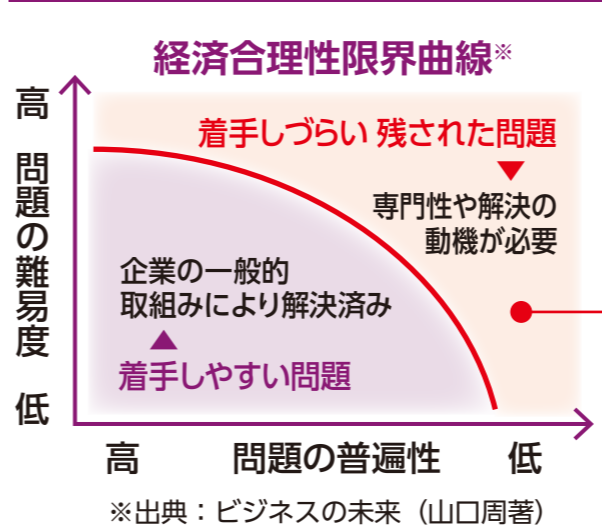 経済合理性限界曲線※
高 問題の難易度 低
着手しづらい 残された問題
▼
専門性や解決の
動機が必要
企業の一般的
取組みにより解決済み
▲
着手しやすい問題
高 問題の普遍性 低
※出典:ビジネスの未来(山口周著)